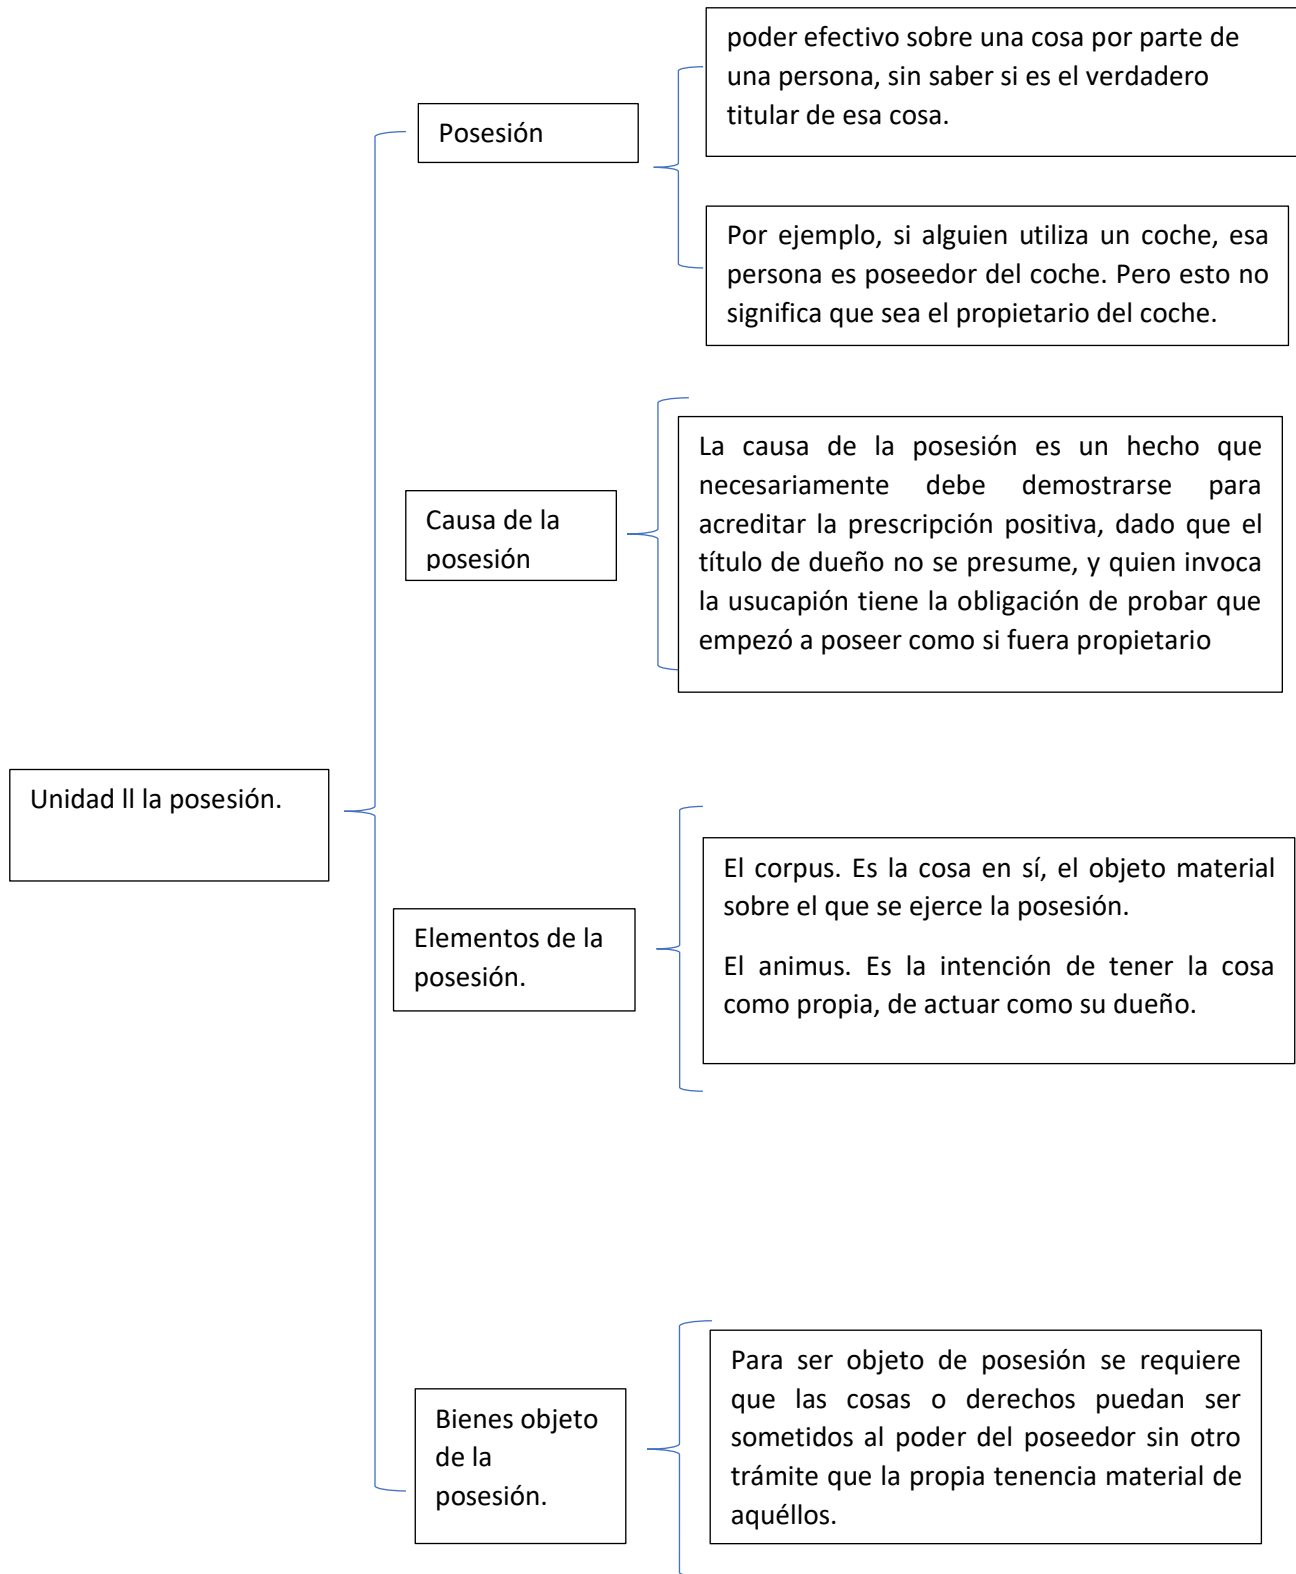 poder efectivo sobre una cosa por parte de
una persona, sin saber si es el verdadero
titular de esa cosa.
Posesión
Por ejemplo, si alguien utiliza un coche, esa
persona es poseedor del coche. Pero esto no
significa que sea el propietario del coche.
La causa de la posesión es un hecho que
necesariamente debe demostrarse para
acreditar la prescripción positiva, dado que el
título de dueño no se presume, y quien invoca
la usucapión tiene la obligación de probar que
empezó a poseer como si fuera propietario
Causa de la
posesión
Unidad ll la posesión.
El corpus. Es la cosa en sí, el objeto material
sobre el que se ejerce la posesión.
El animus. Es la intención de tener la cosa
como propia, de actuar como su dueño.
Elementos de la
posesión.
Para ser objeto de posesión se requiere
que las cosas o derechos puedan ser
sometidos al poder del poseedor sin otro
trámite que la propia tenencia material de
aquéllos.
Bienes objeto
de la
posesión.